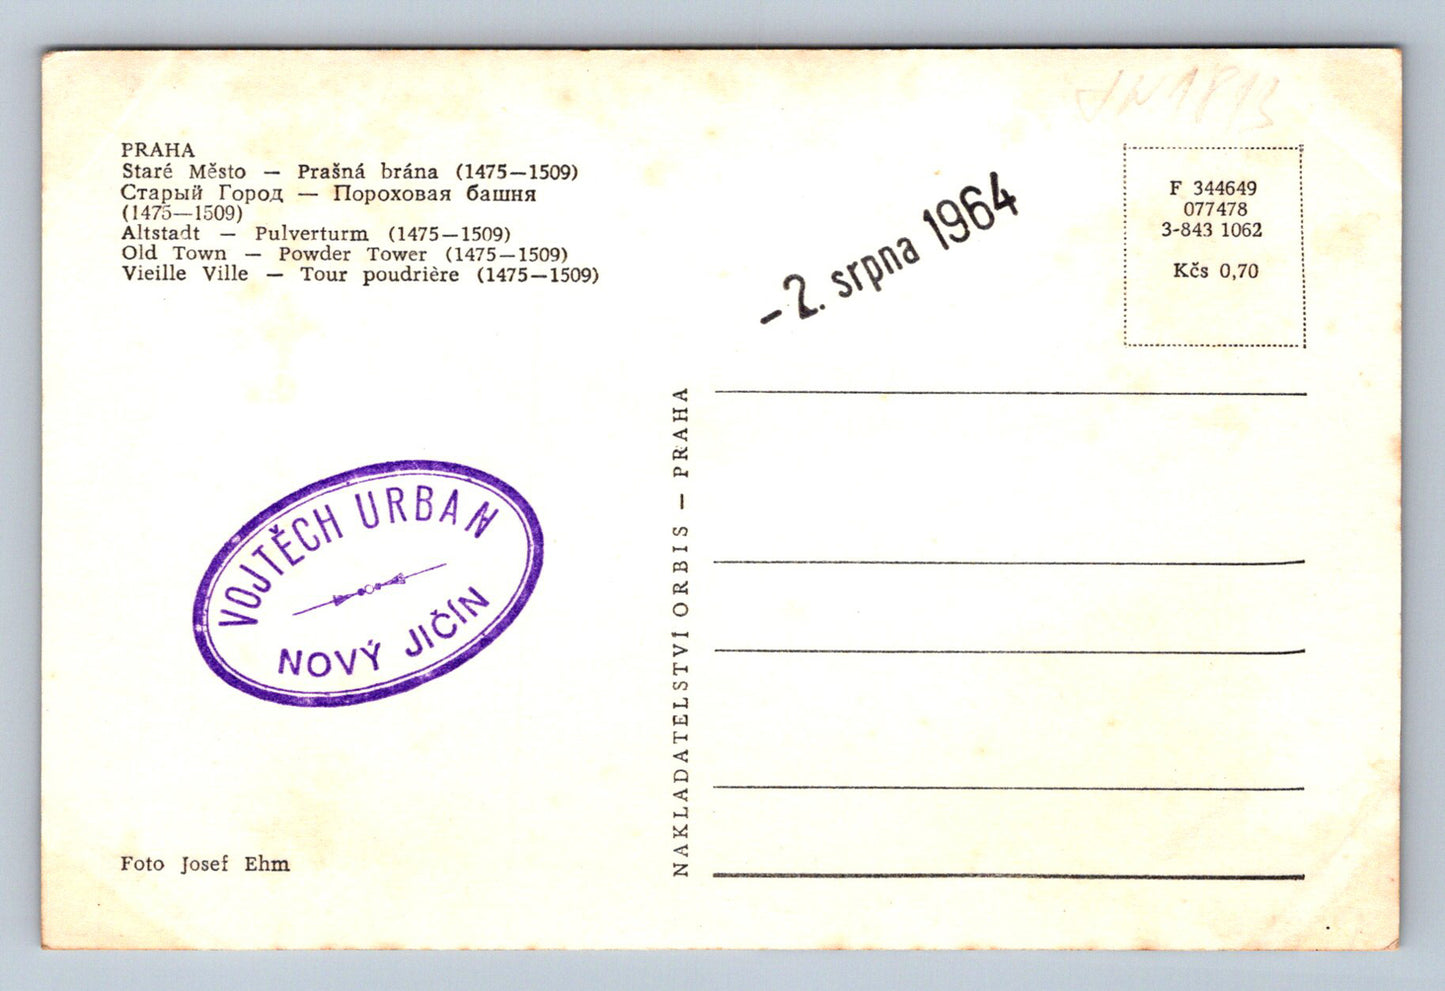 PRAHA
Staré Město — Prašná brána (1475—1509)
Старый Город — Пороховая башня
(1475—1509)
Altstadt — Pulverturm (1475—1509)
Old Town — Powder Tower (1475—1509)
Vieille Ville — Tour poudrière (1475—1509)
– 2. srpna 1964
F 344649
077478
3-843 1062
Kčs 0,70
VOJTĚCH URBAN
NOVÝ JIČÍN
NAKLADATELSTVÍ ORBIS — PRAHA
Foto Josef Ehm